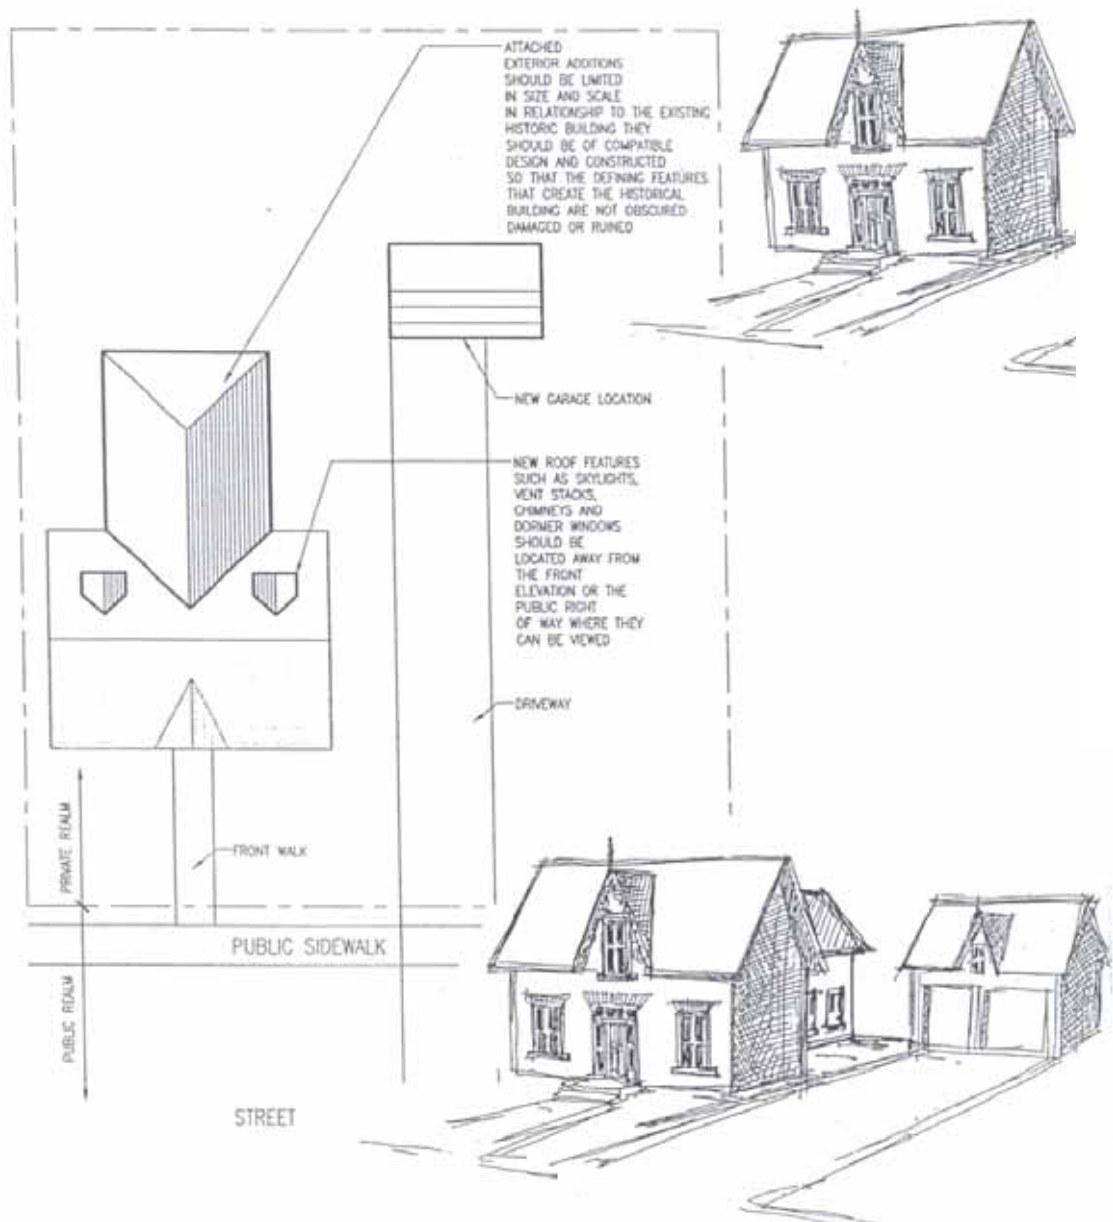 ATTACHED
EXTERIOR ADDITIONS
SHOULD BE LIMITED
IN SIZE AND SCALE
IN RELATIONSHIP TO THE EXISTING
HISTORIC BUILDING THEY
SHOULD BE OF COMPATIBLE
DESIGN AND CONSTRUCTED
SO THAT THE DEFINING FEATURES
THAT CREATE THE HISTORICAL
BUILDING ARE NOT OBSCURED
DAMAGED OR RUINED
NEW GARAGE LOCATION
NEW ROOF FEATURES
SUCH AS SKYLIGHTS,
VENT STACKS,
CHIMNEYS AND
DORMER WINDOWS
SHOULD BE
LOCATED AWAY FROM
THE FRONT
ELEVATION OR THE
PUBLIC RIGHT
OF WAY WHERE THEY
CAN BE VIEWED
DRIVEWAY
PRIVATE REALM
FRONT WALK
PUBLIC SIDEWALK
PUBLIC REALM
STREET